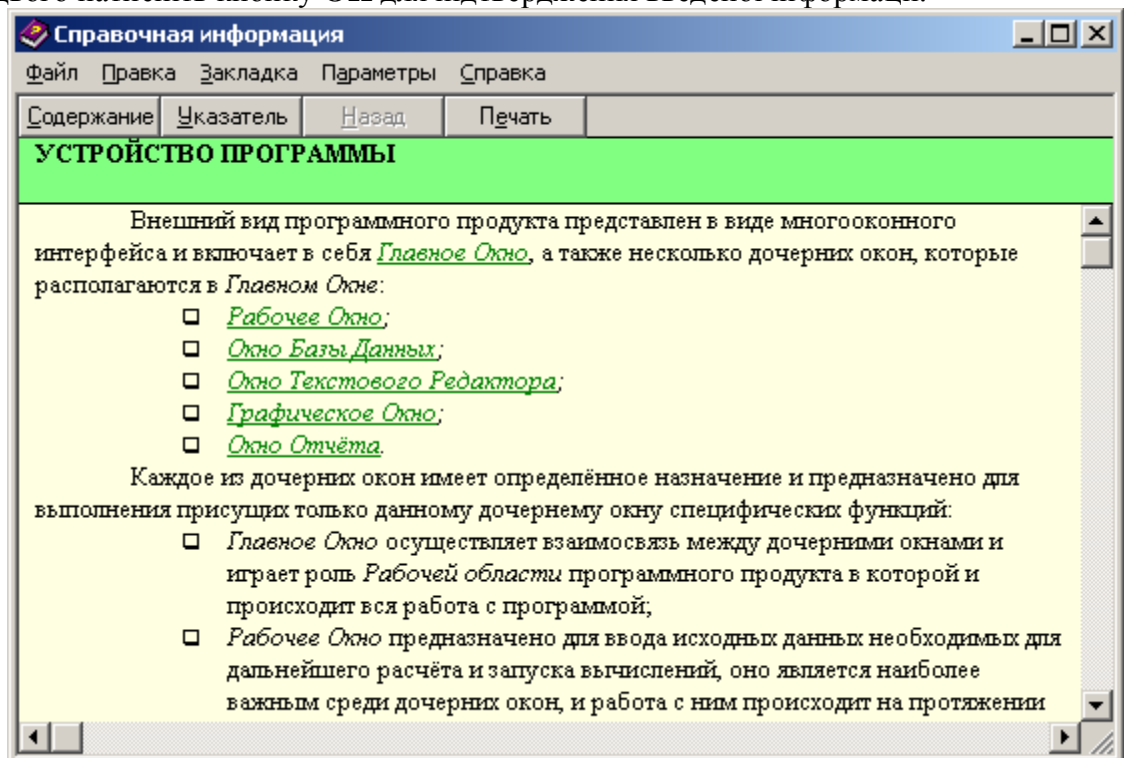 натиснить кнопку для підтвердження
Справочная информация
Файл Правка Закладка Параметры Справка
Содержание Указатель Назад Печать
УСТРОЙСТВО ПРОГРАММЫ
Внешний вид программного продукта представлен в виде многооконного
интерфейса и включает в себя Главное Окно, а также несколько дочерних окон, которые
располагаются в Главном Окне:
Рабочее Окно;
Окно Базы Данных;
Окно Текстового Редактора;
Графическое Окно;
Окно Отчёта.
Каждое из дочерних окон имеет определённое назначение и предназначено для
выполнения присущих только данному дочернему окну специфических функций:
Главное Окно осуществляет взаимосвязь между дочерними окнами и
играет роль Рабочей области программного продукта в которой и
происходит вся работа с программой;
Рабочее Окно предназначено для ввода исходных данных необходимых для
дальнейшего расчёта и запуска вычислений, оно является наиболее
важным среди дочерних окон, и работа с ним происходит на протяжении